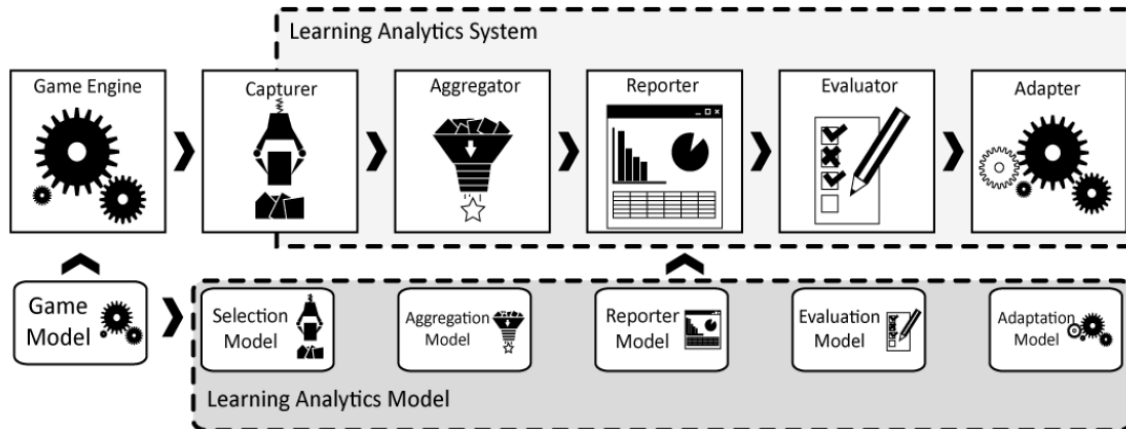 Learning Analytics System
Game Engine
Capturer
Aggregator
Reporter
Evaluator
Adapter
Game
Model
Selection
Model
Aggregation
Model
Reporter
Model
Evaluation
Model
Adaptation
Model
Learning Analytics Model